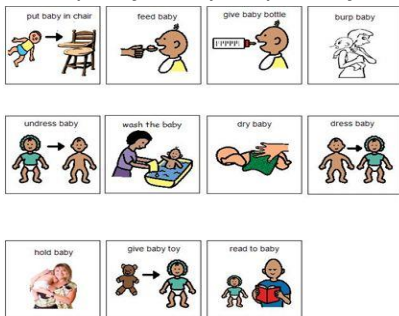 put baby in chair
feed baby
give baby bottle
burp baby
undress baby
wash the baby
dry baby
dress baby
hold baby
give baby toy
read to baby